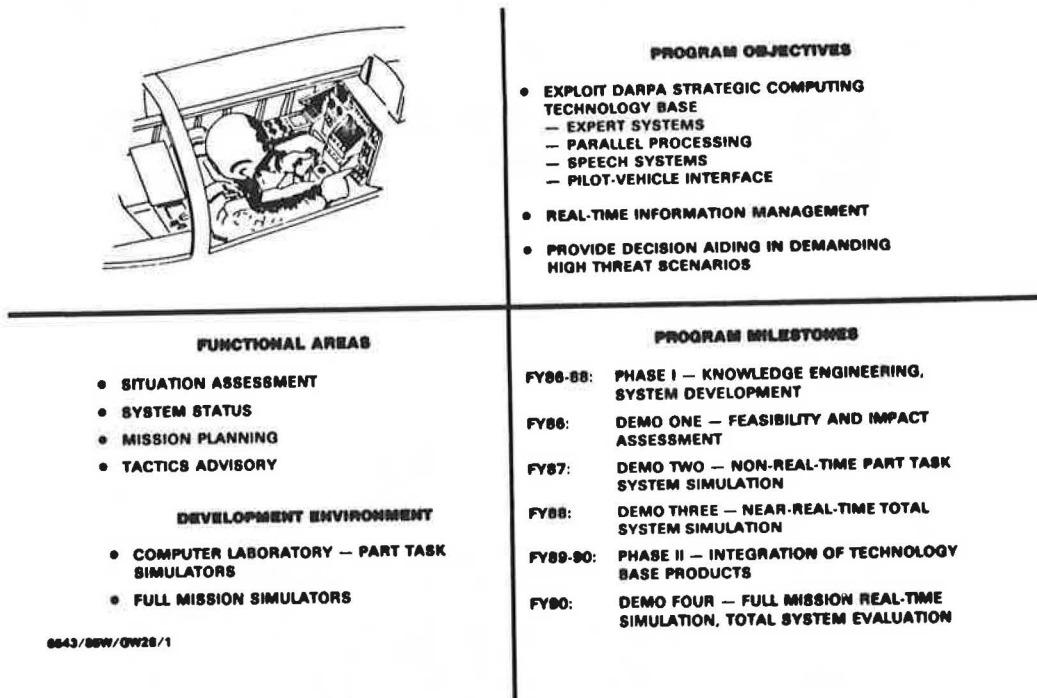 PROGRAM OBJECTIVES
● EXPLOIT DARPA STRATEGIC COMPUTING
TECHNOLOGY BASE
— EXPERT SYSTEMS
— PARALLEL PROCESSING
— SPEECH SYSTEMS
— PILOT-VEHICLE INTERFACE
● REAL-TIME INFORMATION MANAGEMENT
● PROVIDE DECISION AIDING IN DEMANDING
HIGH THREAT SCENARIOS
FUNCTIONAL AREAS
● SITUATION ASSESSMENT
● SYSTEM STATUS
● MISSION PLANNING
● TACTICS ADVISORY
DEVELOPMENT ENVIRONMENT
● COMPUTER LABORATORY — PART TASK
SIMULATORS
● FULL MISSION SIMULATORS
PROGRAM MILESTONES
FY86-88: PHASE I — KNOWLEDGE ENGINEERING,
SYSTEM DEVELOPMENT
FY86: DEMO ONE — FEASIBILITY AND IMPACT
ASSESSMENT
FY87: DEMO TWO — NON-REAL-TIME PART TASK
SYSTEM SIMULATION
FY88: DEMO THREE — NEAR-REAL-TIME TOTAL
SYSTEM SIMULATION
FY89-90: PHASE II — INTEGRATION OF TECHNOLOGY
BASE PRODUCTS
FY90: DEMO FOUR — FULL MISSION REAL-TIME
SIMULATION, TOTAL SYSTEM EVALUATION